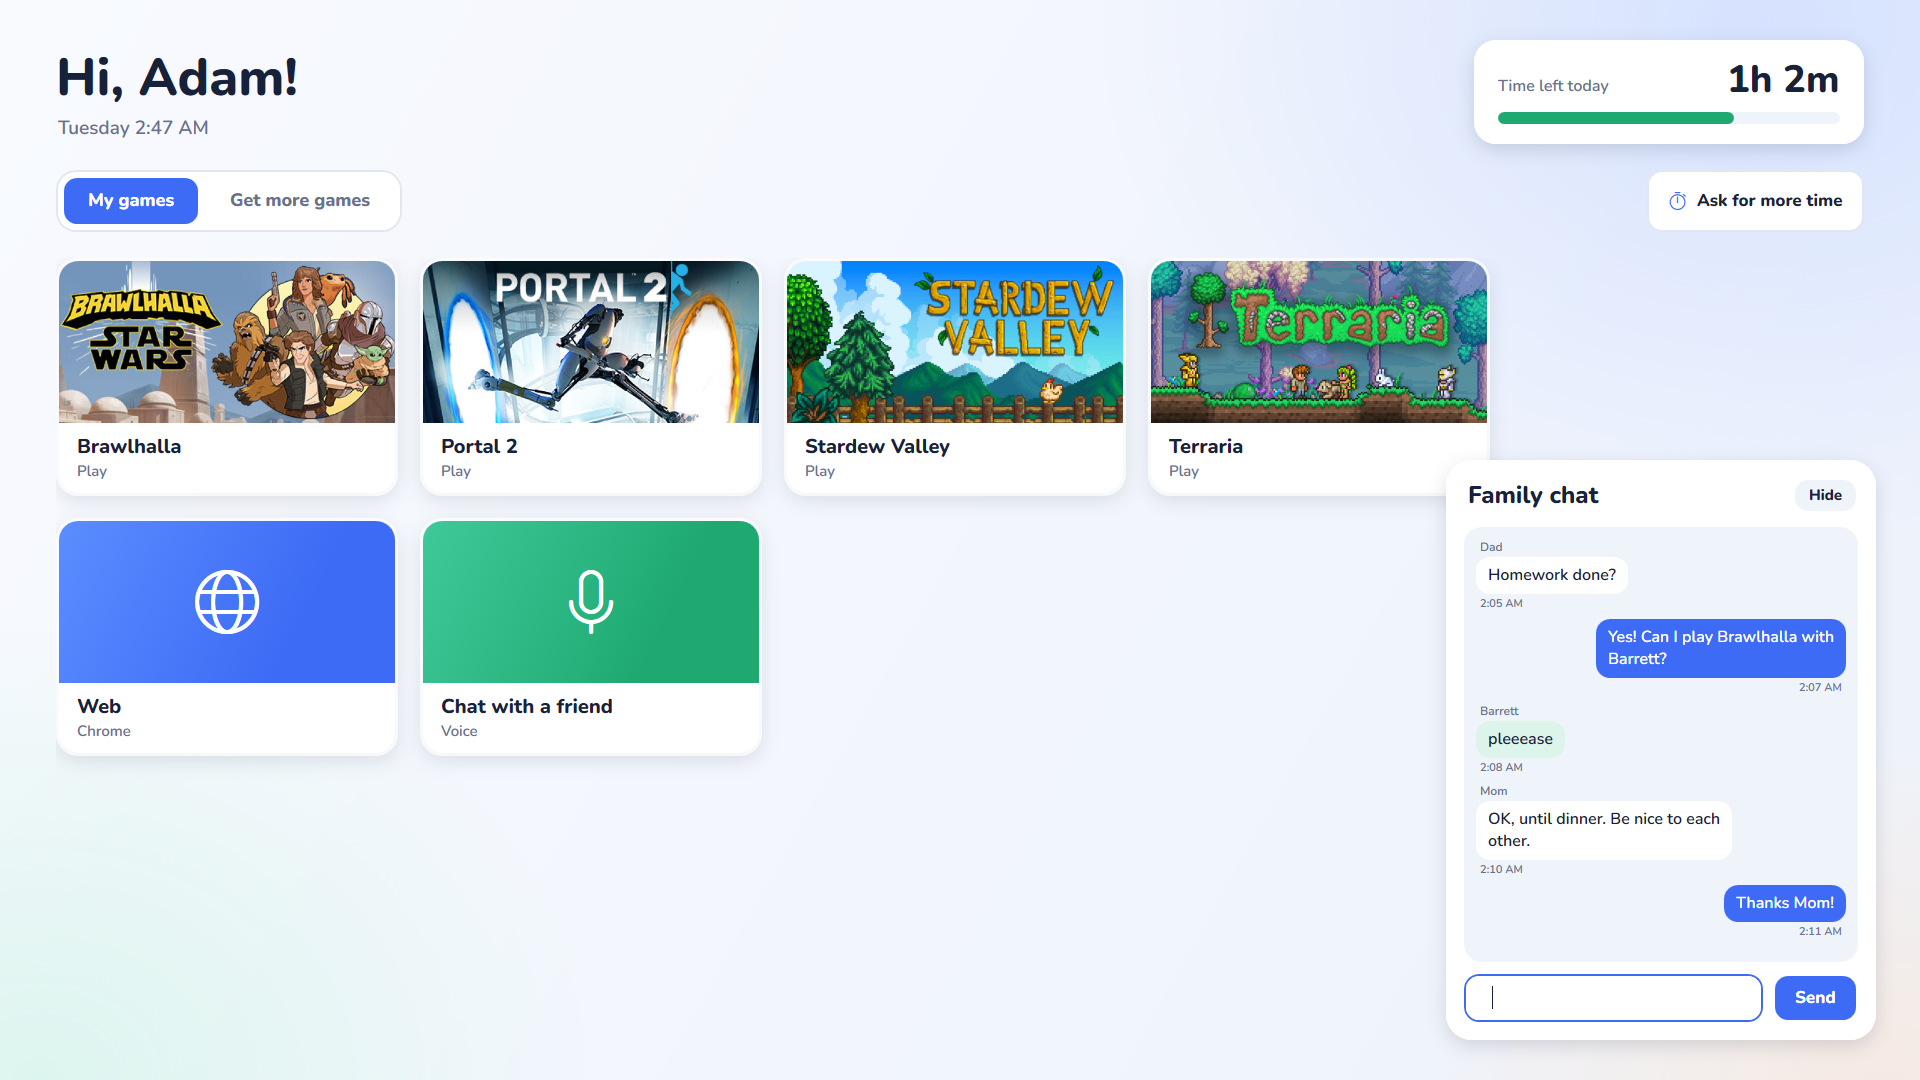 Hi, Adam!
Tuesday 2:47 AM
Time left today
1h 2m
My games
Get more games
Ask for more time
BRAWLHALLA
STAR
WARS
Brawlhalla
Play
PORTAL 2
Portal 2
Play
STARDEW
VALLEY
Stardew Valley
Play
Terraria
Terraria
Play
Web
Chrome
Chat with a friend
Voice
Family chat
Hide
Dad
Homework done?
2:05 AM
Yes! Can I play Brawlhalla with
Barrett?
2:07 AM
Barrett
pleeease
2:08 AM
Mom
OK, until dinner. Be nice to each
other.
2:10 AM
Thanks Mom!
2:11 AM
Send